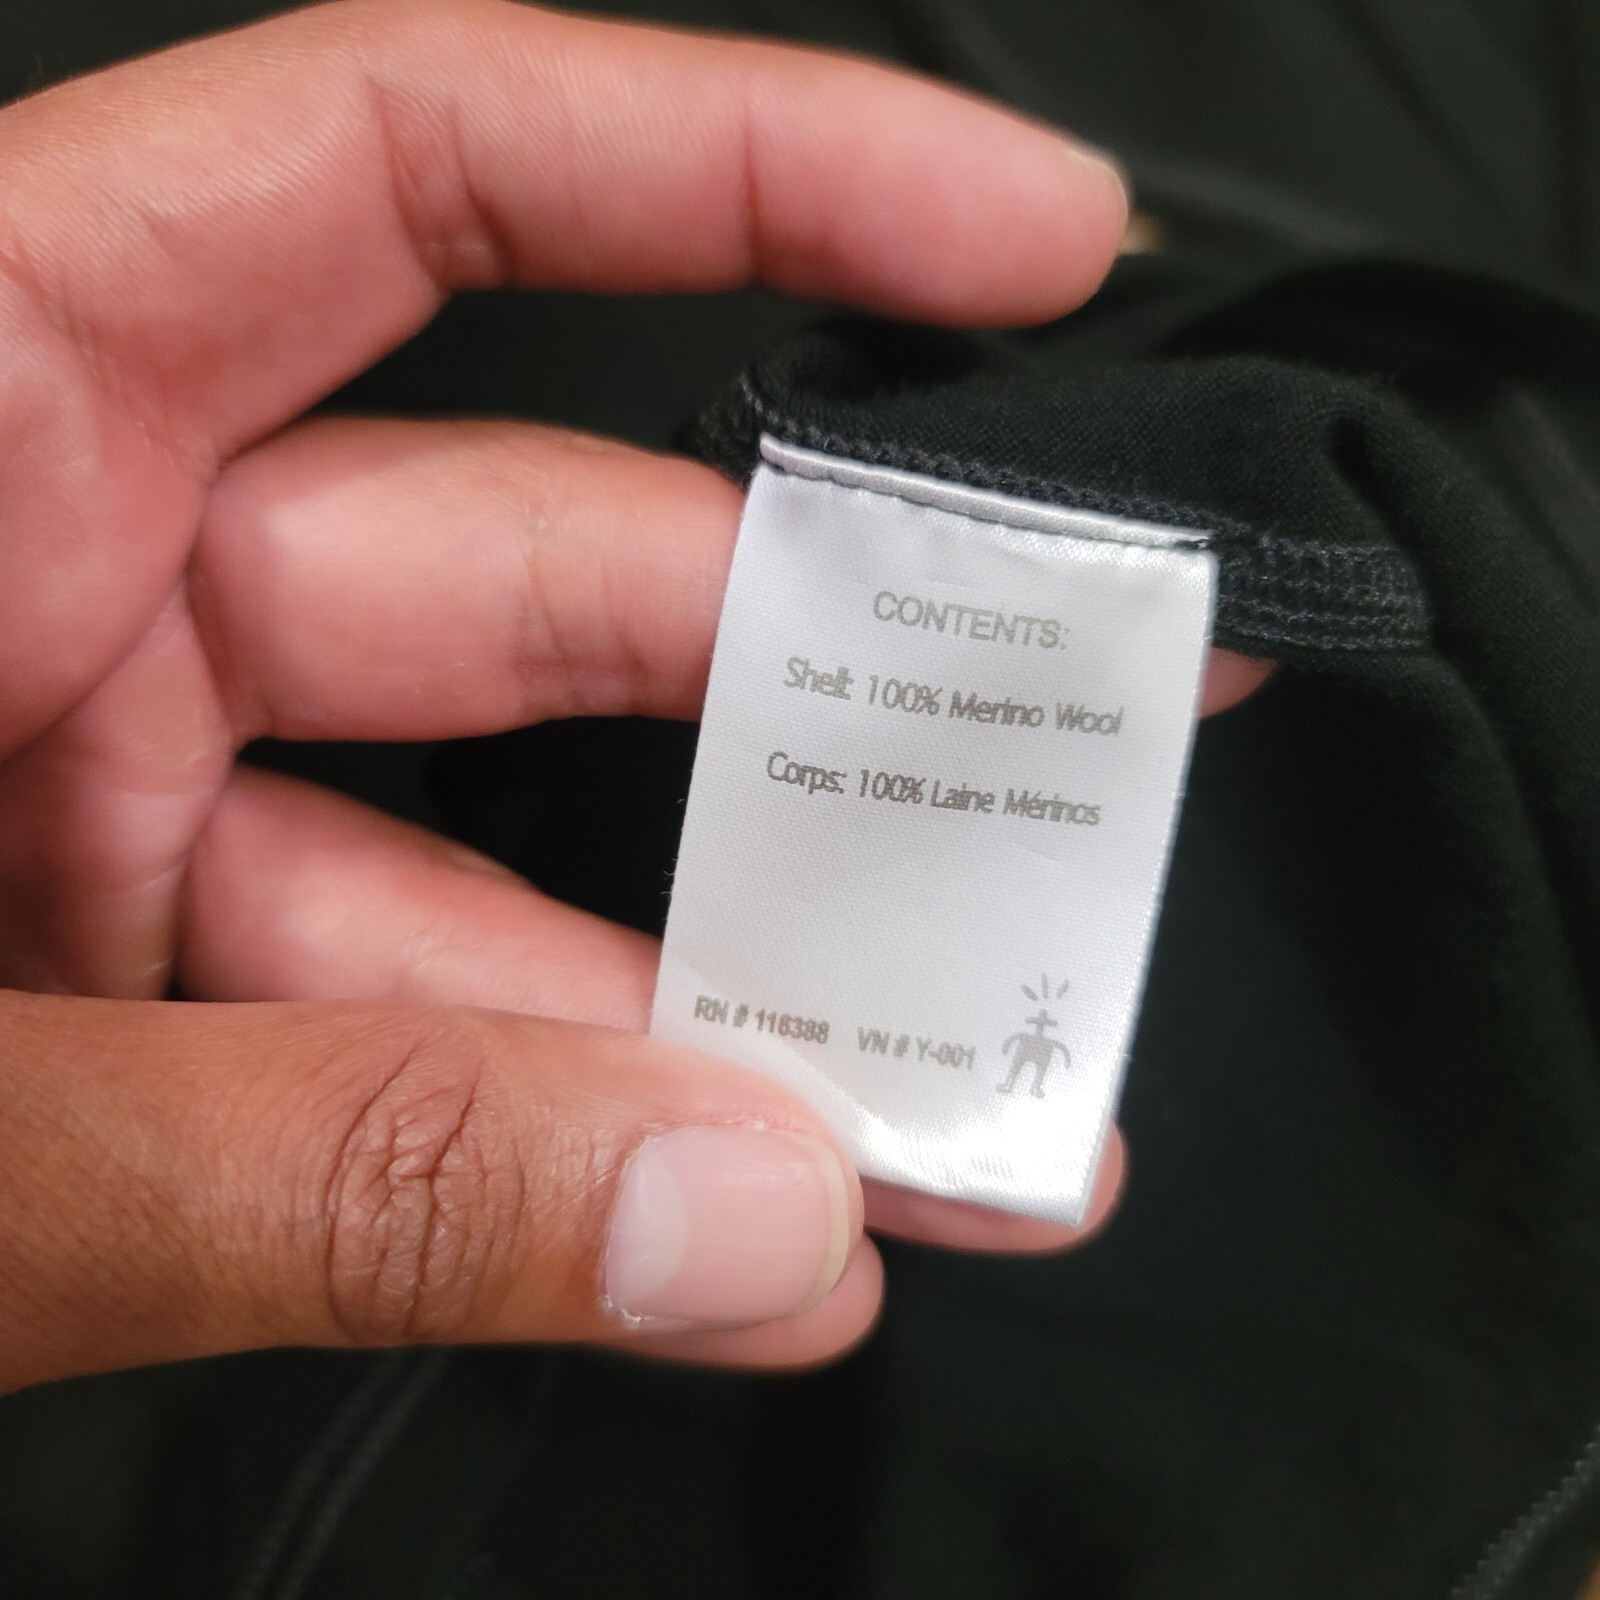 CONTENTS:
Shell: 100% Merino Wool
Corps: 100% Laine Mérinos
RN # 116388 VN # Y-001